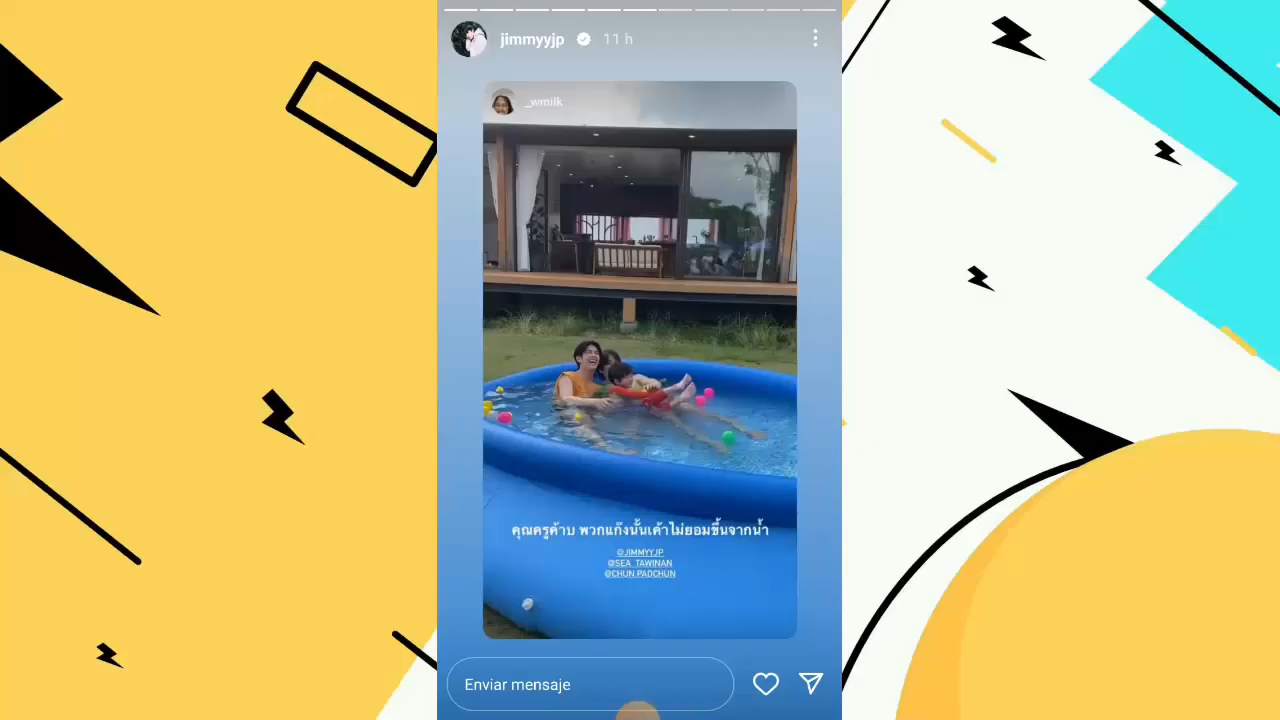 jimmyyjp
11 h
_wmilk
คุณครูค้าบ พวกแก๊งนั้นเค้าไม่ยอมขึ้นจากน้ำ
@JIMMYYJP
@SEA_TAWINAN
@CHUN.PADCHUN
Enviar mensaje